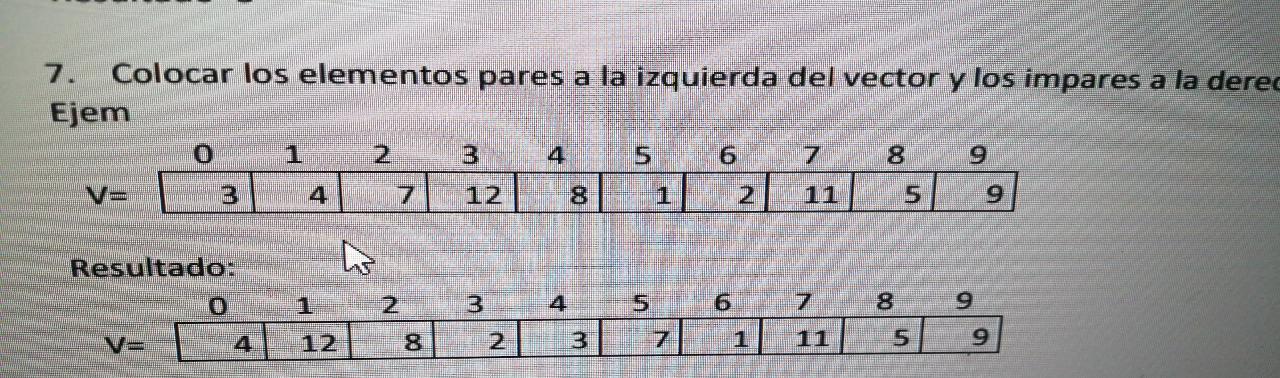 7. Colocar los elementos pares a la izquierda del vector y los impares a la derec
Ejem
0 1 2 3 4 5 6 7 8 9
V= 3 4 7 12 8 1 2 11 5 9
Resultado:
0 1 2 3 4 5 6 7 8 9
V= 4 12 8 2 3 7 1 11 5 9